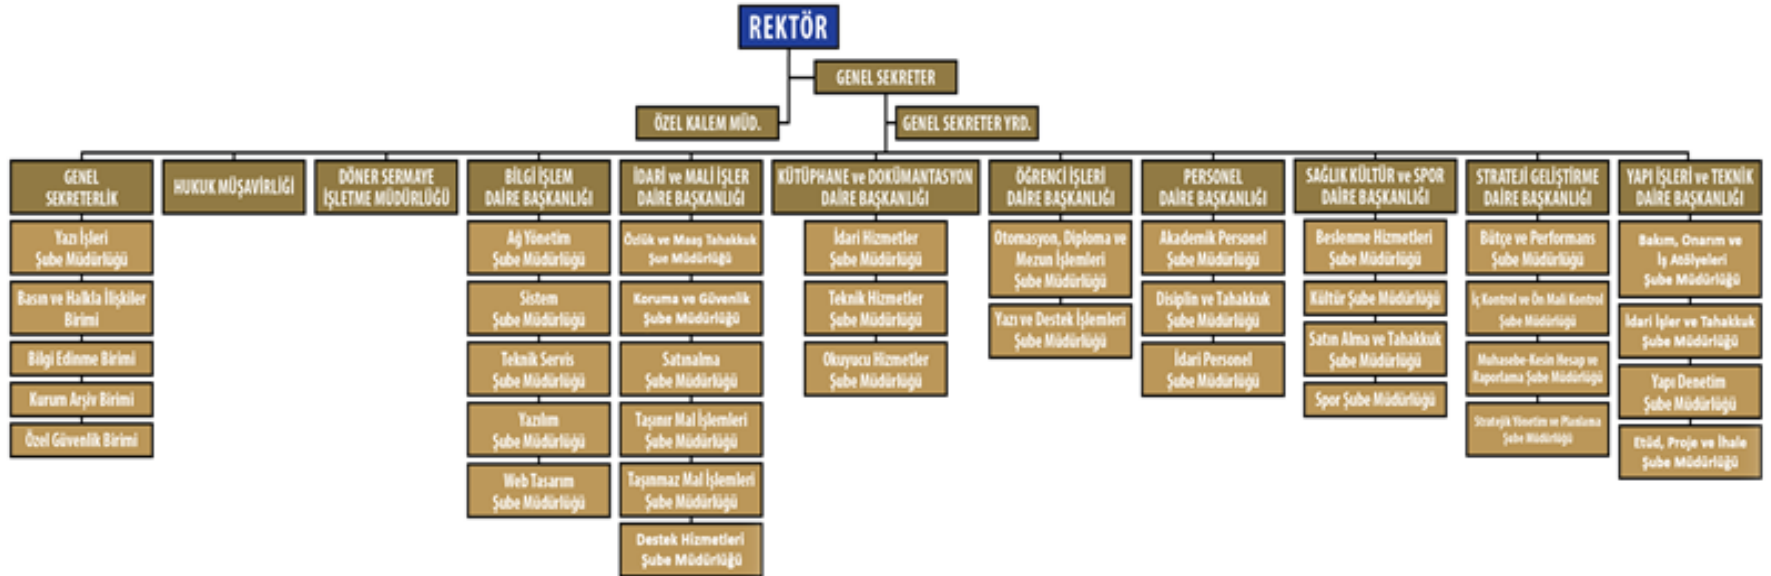 REKTÖR
GENEL SEKRETER
ÖZEL KALEM MÜD.
GENEL SEKRETER YRD.
GENEL
SEKRETERLİK
Yazı İşleri
Şube Müdürlüğü
Basın ve Halkla İlişkiler
Birimi
Bilgi Edinme Birimi
Kurum Arşiv Birimi
Özel Güvenlik Birimi
HUKUK MÜŞAVİRLİĞİ
DÖNER SERMAYE
İŞLETME MÜDÜRLÜĞÜ
BİLGİ İŞLEM
DAİRE BAŞKANLIĞI
Ağ Yönetim
Şube Müdürlüğü
Sistem
Şube Müdürlüğü
Teknik Servis
Şube Müdürlüğü
Yazılım
Şube Müdürlüğü
Web Tasarım
Şube Müdürlüğü
İDARİ ve MALİ İŞLER
DAİRE BAŞKANLIĞI
Özlük ve Maaş Tahakkuk
Şue Müdürlüğü
Koruma ve Güvenlik
Şube Müdürlüğü
Satınalma
Şube Müdürlüğü
Taşınır Mal İşlemleri
Şube Müdürlüğü
Taşınmaz Mal İşlemleri
Şube Müdürlüğü
Destek Hizmetleri
Şube Müdürlüğü
KÜTÜPHANE ve DOKÜMANTASYON
DAİRE BAŞKANLIĞI
İdari Hizmetler
Şube Müdürlüğü
Teknik Hizmetler
Şube Müdürlüğü
Okuyucu Hizmetler
Şube Müdürlüğü
ÖĞRENCİ İŞLERİ
DAİRE BAŞKANLIĞI
Otomasyon, Diploma ve
Mezun İşlemleri
Şube Müdürlüğü
Yazı ve Destek İşlemleri
Şube Müdürlüğü
PERSONEL
DAİRE BAŞKANLIĞI
Akademik Personel
Şube Müdürlüğü
Disiplin ve Tahakkuk
Şube Müdürlüğü
İdari Personel
Şube Müdürlüğü
SAĞLIK KÜLTÜR ve SPOR
DAİRE BAŞKANLIĞI
Beslenme Hizmetleri
Şube Müdürlüğü
Kültür Şube Müdürlüğü
Satın Alma ve Tahakkuk
Şube Müdürlüğü
Spor Şube Müdürlüğü
STRATEJİ GELİŞTİRME
DAİRE BAŞKANLIĞI
Bütçe ve Performans
Şube Müdürlüğü
İç Kontrol ve Ön Mali Kontrol
Şube Müdürlüğü
Muhasebe-Kesin Hesap ve
Raporlama Şube Müdürlüğü
Stratejik Yönetim ve Planlama
Şube Müdürlüğü
YAPI İŞLERİ ve TEKNİK
DAİRE BAŞKANLIĞI
Bakım, Onarım ve
İş Atölyeleri
Şube Müdürlüğü
İdari İşler ve Tahakkuk
Şube Müdürlüğü
Yapı Denetim
Şube Müdürlüğü
Etüd, Proje ve İhale
Şube Müdürlüğü